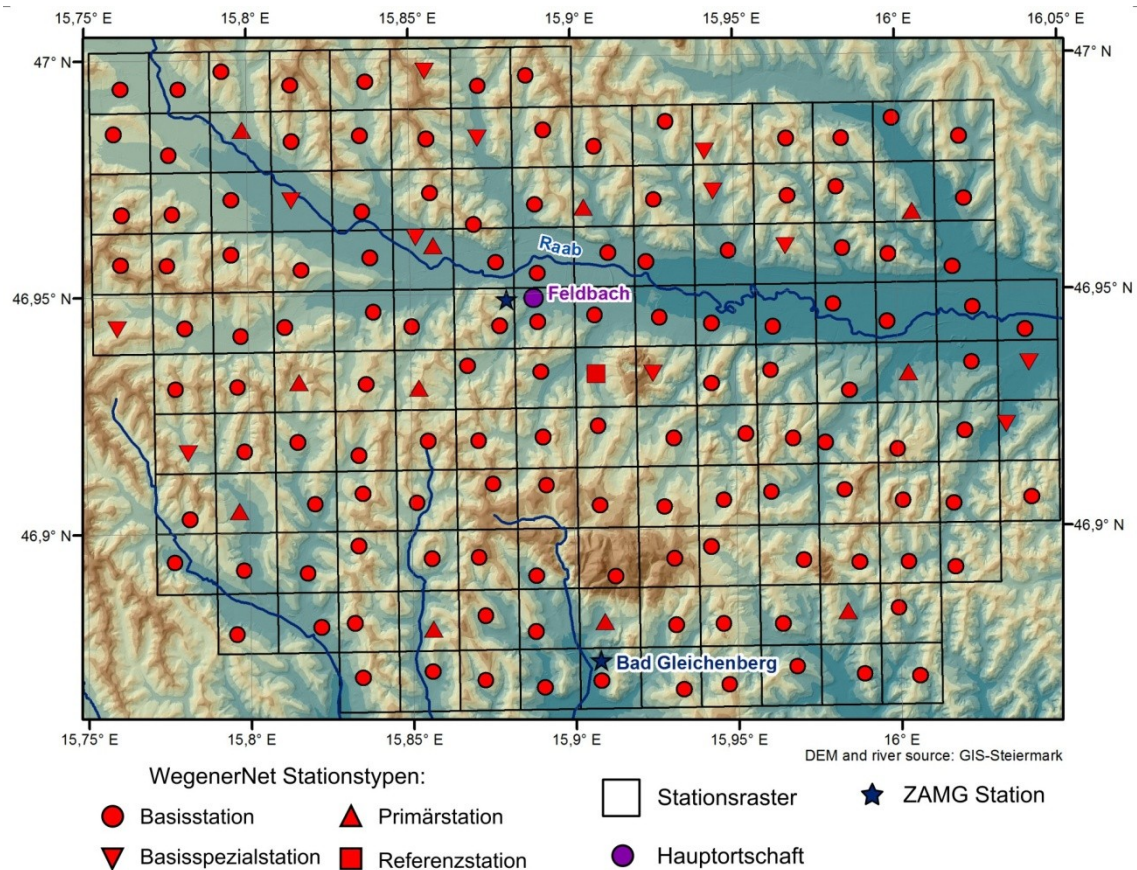 15,75° E 15,8° E 15,85° E 15,9° E 15,95° E 16° E 16,05° E
47° N 47° N
Raab
Feldbach
46,95° N 46,95° N
46,9° N 46,9° N
Bad Gleichenberg
15,75° E 15,8° E 15,85° E 15,9° E 15,95° E 16° E
DEM and river source: GIS-Steiermark
WegenerNet Stationstypen:
Basisstation Primärstation Stationsraster ZAMG Station
Basisspezialstation Referenzstation Hauptortschaft